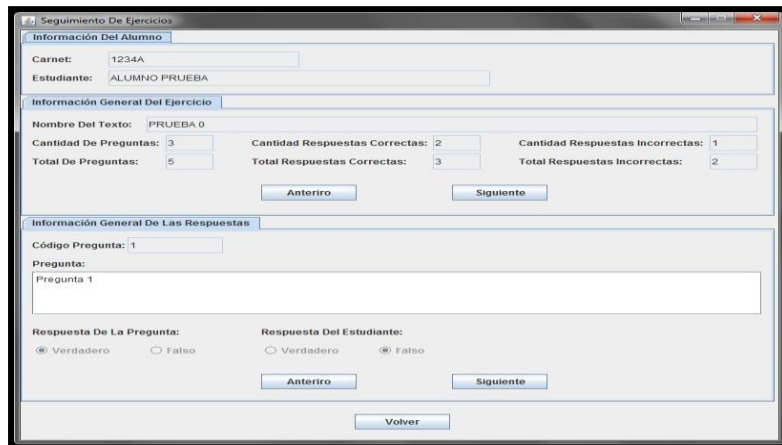 Seguimiento De Ejercicios
Información Del Alumno
Carnet: 1234A
Estudiante: ALUMNO PRUEBA
Información General Del Ejercicio
Nombre Del Texto: PRUEBA 0
Cantidad De Preguntas: 3 Cantidad Respuestas Correctas: 2 Cantidad Respuestas Incorrectas: 1
Total De Preguntas: 5 Total Respuestas Correctas: 3 Total Respuestas Incorrectas: 2
Anteriro Siguiente
Información General De Las Respuestas
Código Pregunta: 1
Pregunta:
Pregunta 1
Respuesta De La Pregunta: Respuesta Del Estudiante:
Verdadero Falso Verdadero Falso
Anteriro Siguiente
Volver